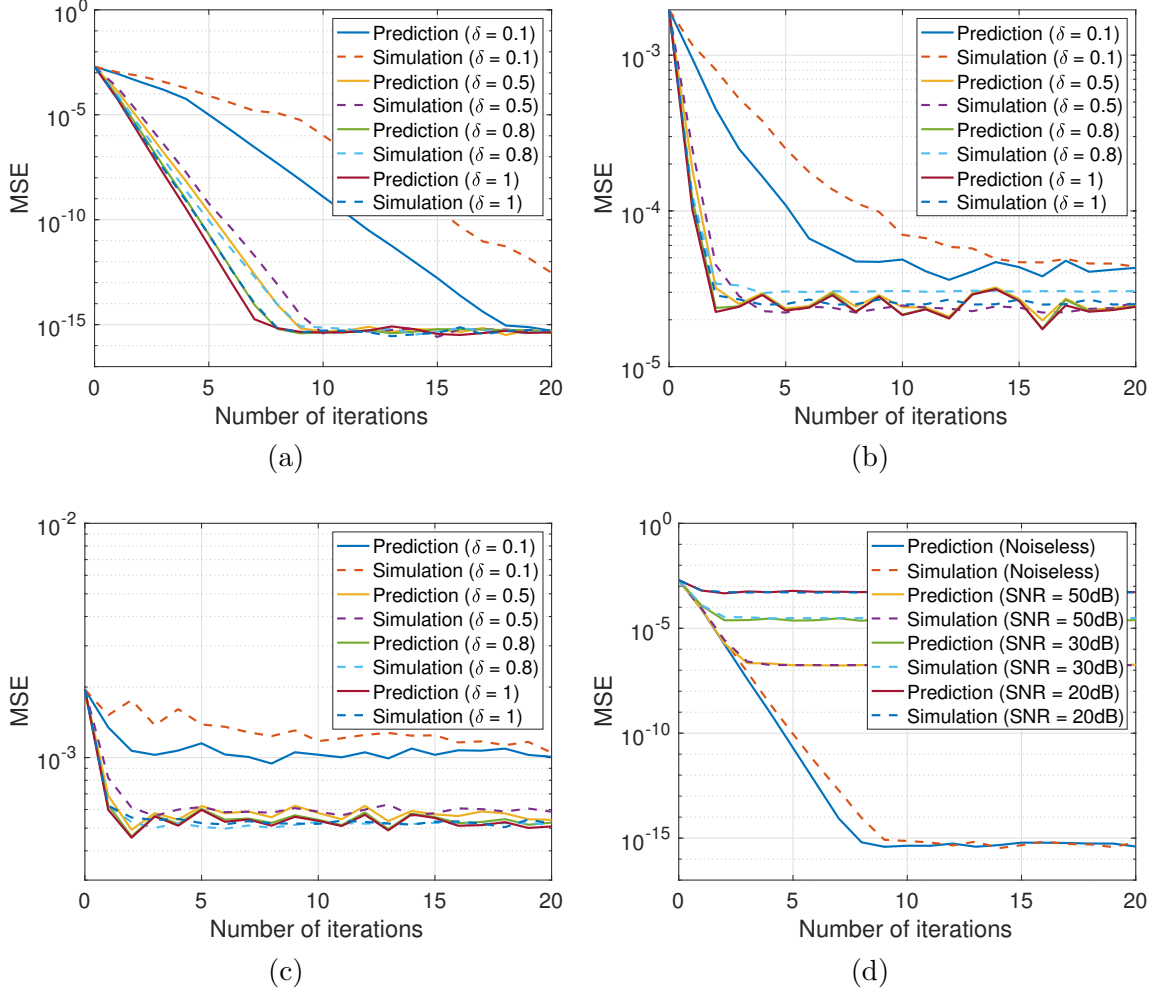 10^0
10^-5
10^-10
10^-15
MSE
0 5 10 15 20
Number of iterations
Prediction (δ = 0.1)
Simulation (δ = 0.1)
Prediction (δ = 0.5)
Simulation (δ = 0.5)
Prediction (δ = 0.8)
Simulation (δ = 0.8)
Prediction (δ = 1)
Simulation (δ = 1)
(a)
10^-3
10^-4
10^-5
MSE
0 5 10 15 20
Number of iterations
Prediction (δ = 0.1)
Simulation (δ = 0.1)
Prediction (δ = 0.5)
Simulation (δ = 0.5)
Prediction (δ = 0.8)
Simulation (δ = 0.8)
Prediction (δ = 1)
Simulation (δ = 1)
(b)
10^-2
10^-3
MSE
0 5 10 15 20
Number of iterations
Prediction (δ = 0.1)
Simulation (δ = 0.1)
Prediction (δ = 0.5)
Simulation (δ = 0.5)
Prediction (δ = 0.8)
Simulation (δ = 0.8)
Prediction (δ = 1)
Simulation (δ = 1)
(c)
10^0
10^-5
10^-10
10^-15
MSE
0 5 10 15 20
Number of iterations
Prediction (Noiseless)
Simulation (Noiseless)
Prediction (SNR = 50dB)
Simulation (SNR = 50dB)
Prediction (SNR = 30dB)
Simulation (SNR = 30dB)
Prediction (SNR = 20dB)
Simulation (SNR = 20dB)
(d)